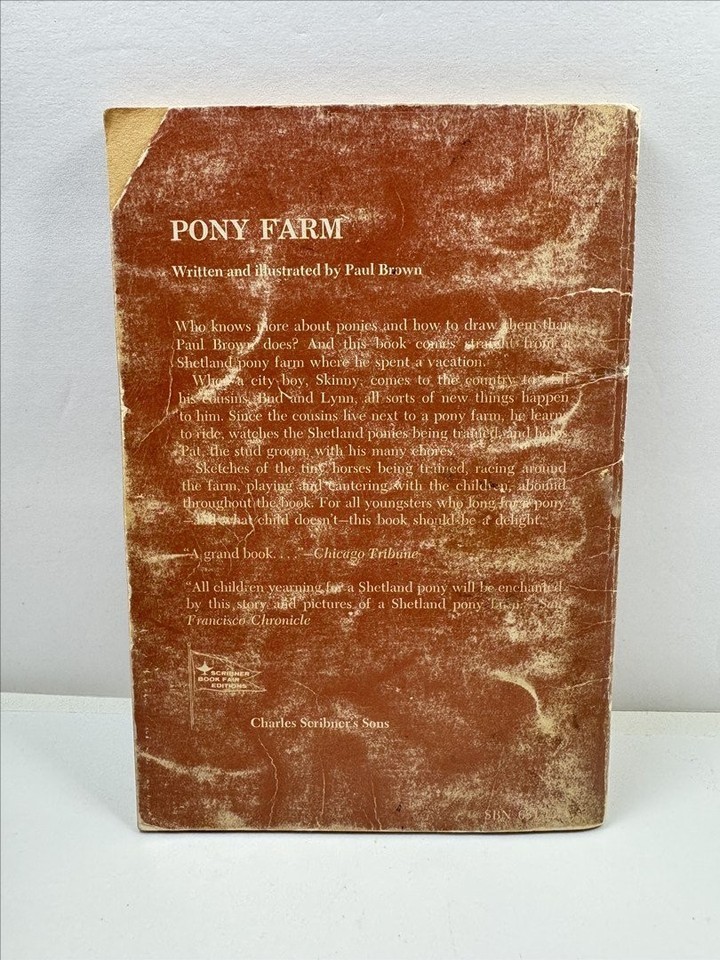 PONY FARM
Written and illustrated by Paul Brown
Who knows more about ponies and how to draw them than
Paul Brown does? And this book comes straight from a
Shetland pony farm where he spent a vacation.
When a city boy, Skinny, comes to the country to visit
his cousins, Bud and Lynn, all sorts of new things happen
to him. Since the cousins live next to a pony farm, he learns
to ride, watches the Shetland ponies being trained, and helps
Pat, the stud groom, with his many chores.
Sketches of the tiny horses being trained, racing around
the farm, playing and cantering with the children, abound
throughout the book. For all youngsters who long for a pony
—and what child doesn't—this book should be a delight.
"A grand book. . . ."—Chicago Tribune
"All children yearning for a Shetland pony will be enchanted
by this story and pictures of a Shetland pony San
Francisco Chronicle
SCRIBNER
BOOK FAIR
EDITIONS
Charles Scribner's Sons
SBN